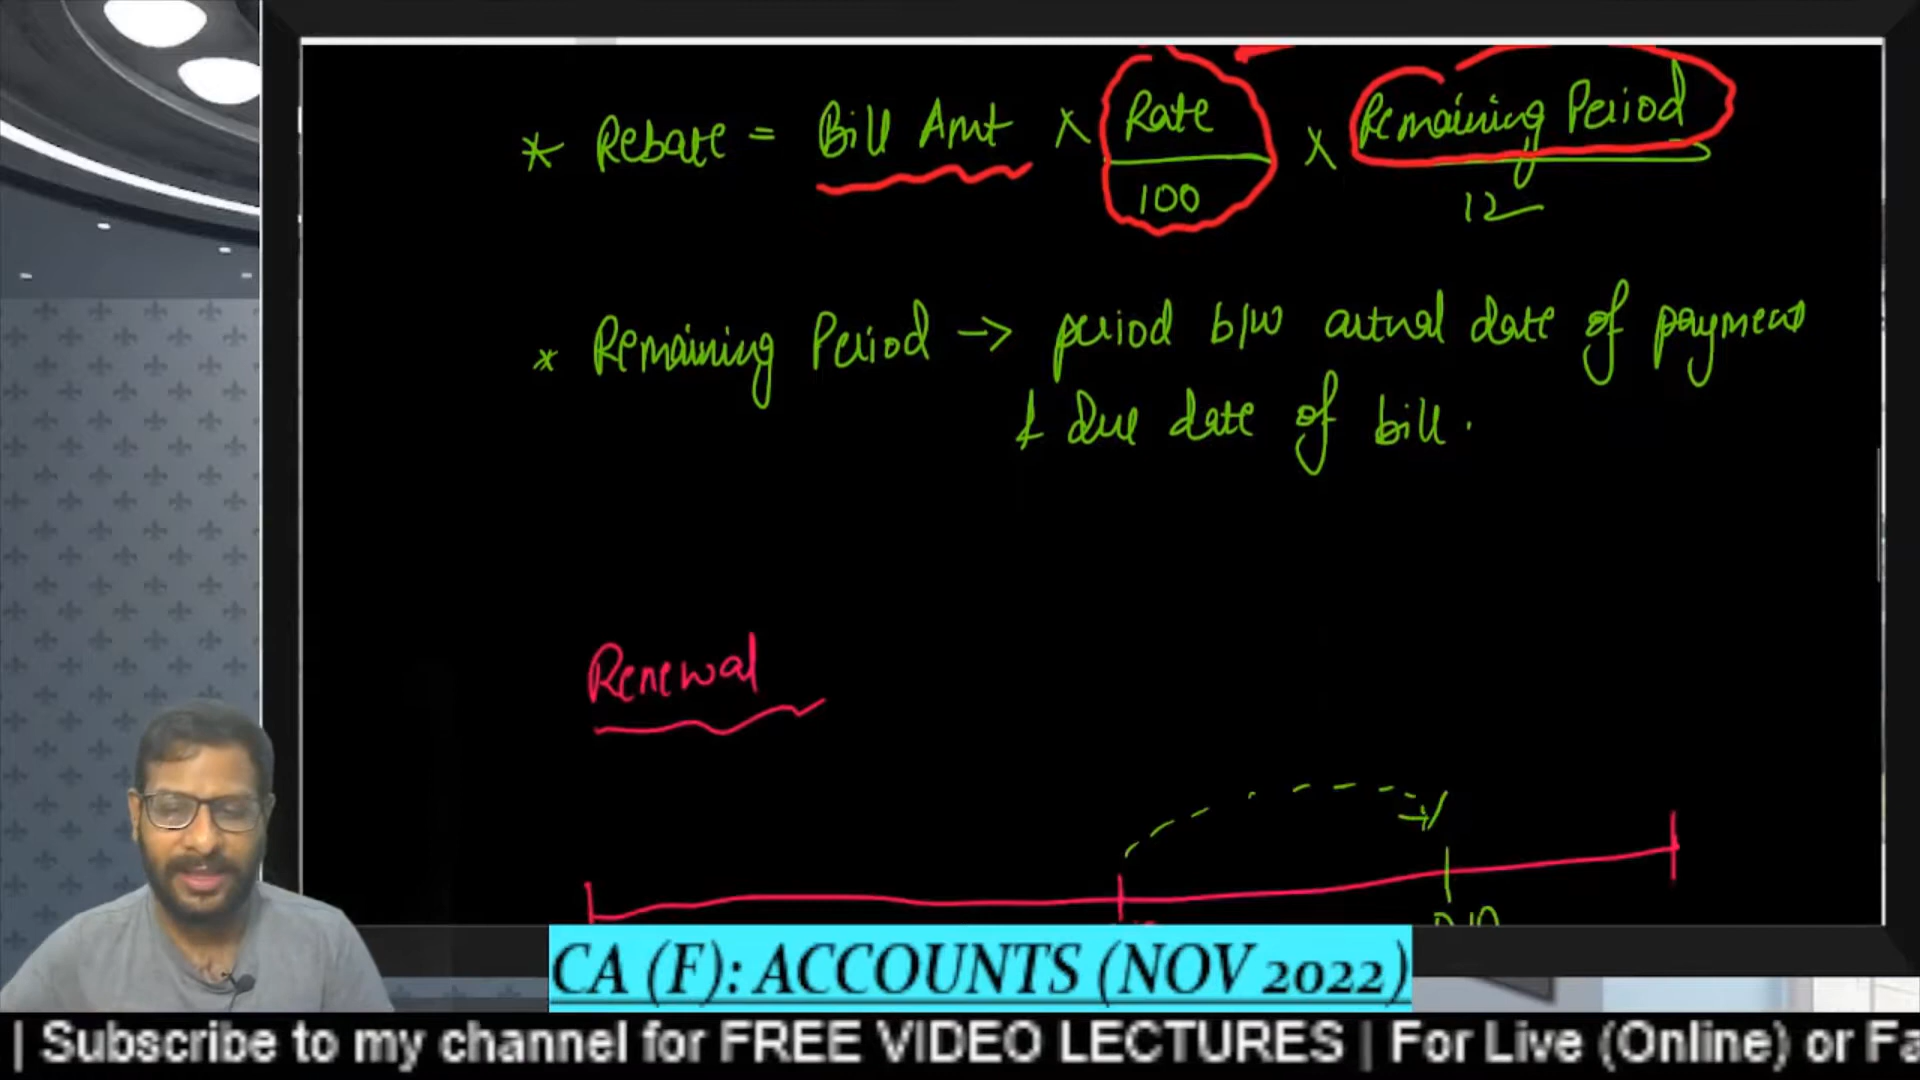 * Rebate = Bill Amt × Rate/100 × Remaining Period/12
* Remaining Period → period b/w actual date of payment
& Due date of bill.
Renewal
CA (F): ACCOUNTS (NOV 2022)
| Subscribe to my channel for FREE VIDEO LECTURES | For Live (Online) or Fa